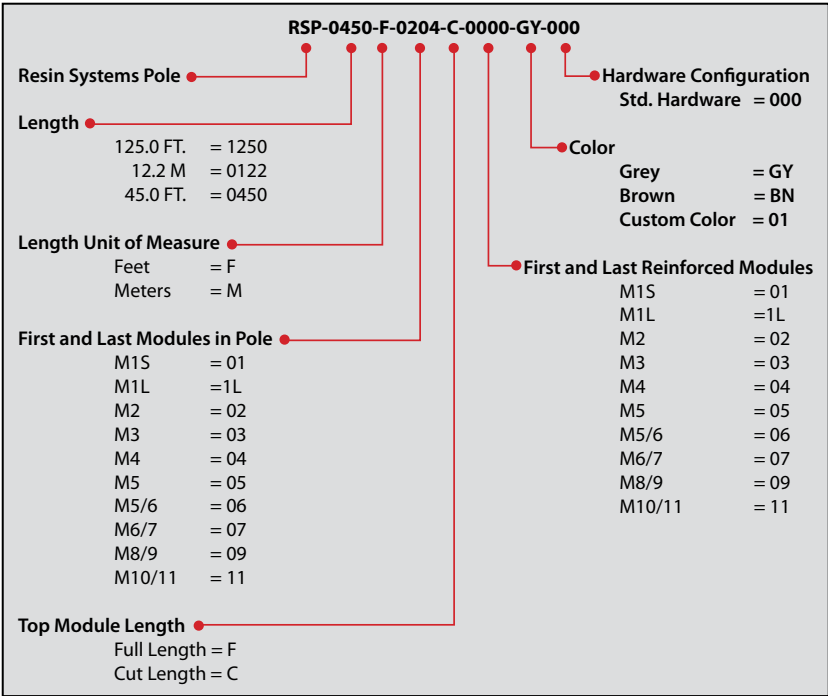 RSP-0450-F-0204-C-0000-GY-000
Resin Systems Pole
Length
125.0 FT. = 1250
12.2 M = 0122
45.0 FT. = 0450
Length Unit of Measure
Feet = F
Meters = M
First and Last Modules in Pole
M1S = 01
M1L =1L
M2 = 02
M3 = 03
M4 = 04
M5 = 05
M5/6 = 06
M6/7 = 07
M8/9 = 09
M10/11 = 11
Top Module Length
Full Length = F
Cut Length = C
Hardware Configuration
Std. Hardware = 000
Color
Grey = GY
Brown = BN
Custom Color = 01
First and Last Reinforced Modules
M1S = 01
M1L =1L
M2 = 02
M3 = 03
M4 = 04
M5 = 05
M5/6 = 06
M6/7 = 07
M8/9 = 09
M10/11 = 11